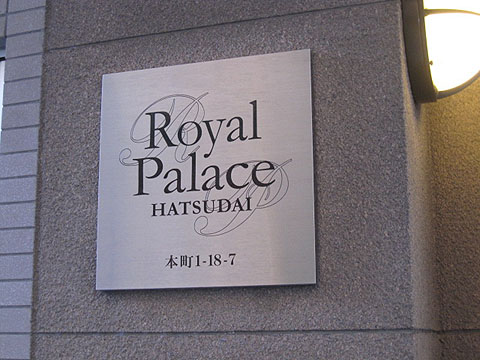 Royal
Palace
HATSUDAI
本町1-18-7